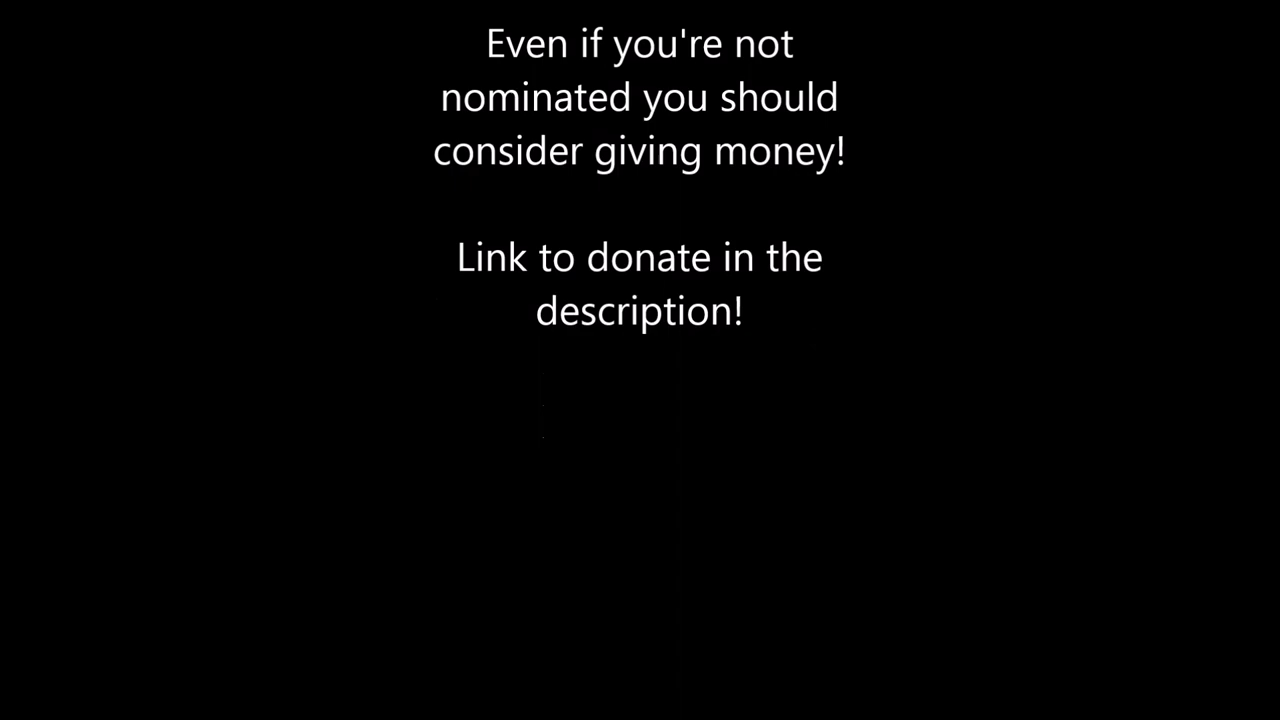 Even if you're not
nominated you should
consider giving money!
Link to donate in the
description!